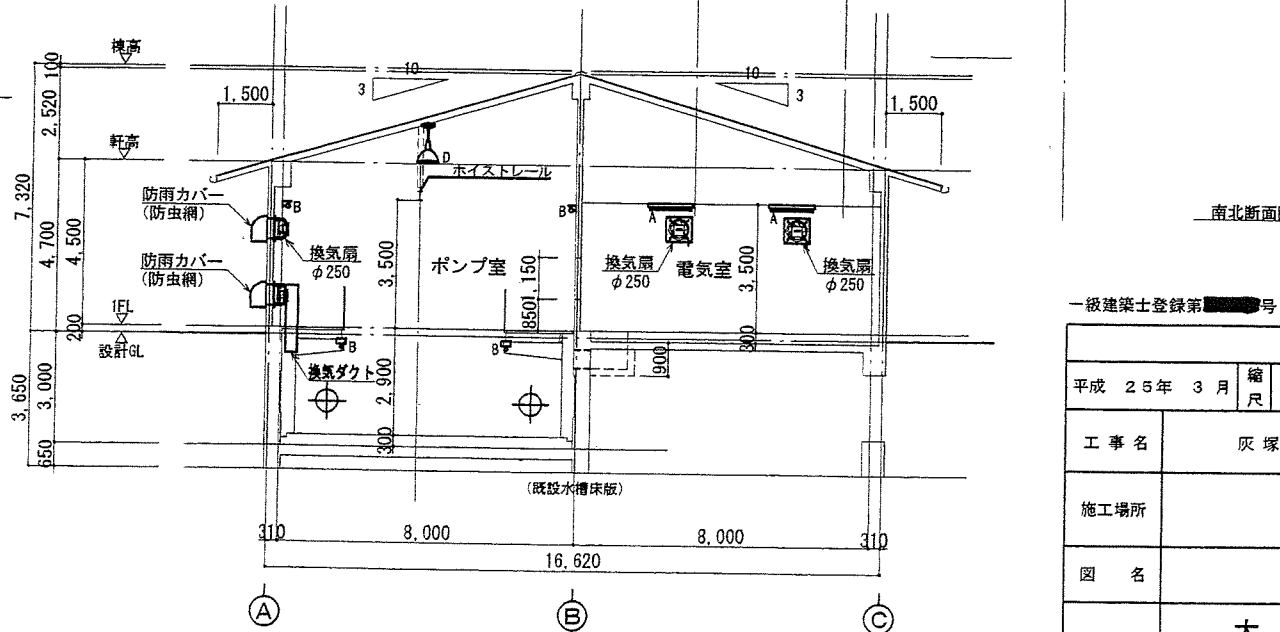 棟高
100
10
10
3
3
1,500
1,500
2,520
軒高
D
ホイストレール
7,320
防雨カバー
(防虫網)
B
B
A
A
4,700
4,500
換気扇
φ250
3,500
ポンプ室
1,150
換気扇
φ250
電気室
3,500
換気扇
φ250
防雨カバー
(防虫網)
850
1FL
200
設計GL
B
B
300
900
換気ダクト
2,900
3,650
3,000
300
650
(既設水槽床版)
310
8,000
8,000
310
16,620
A
B
C
南北断面
一級建築士登録第
号
平成 25年 3月
縮尺
工事名
灰塚
施工場所
図名